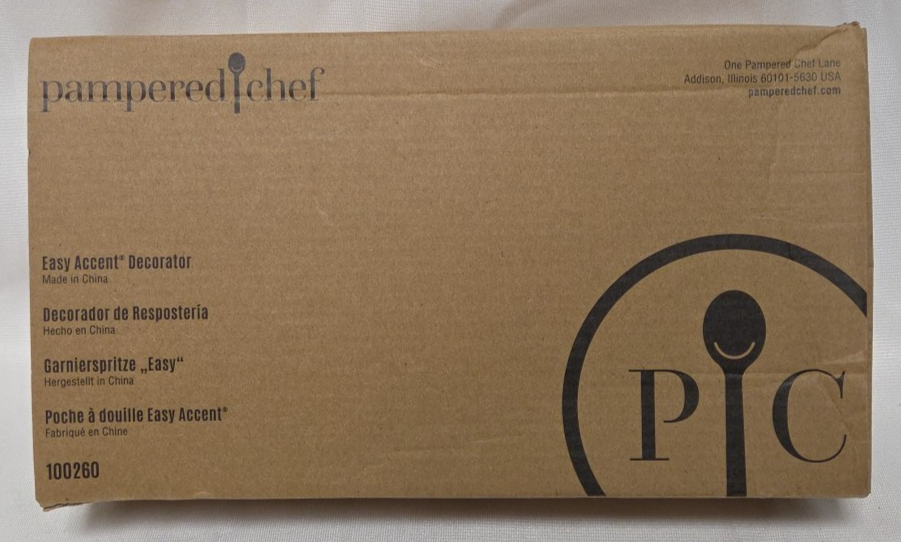 pampered chef
One Pampered Chef Lane
Addison, Illinois 60101-5630 USA
pamperedchef.com
Easy Accent® Decorator
Made in China
Decorador de Respostería
Hecho en China
Garnierspritze „Easy“
Hergestellt in China
Poche à douille Easy Accent®
Fabriqué en Chine
100260
P C